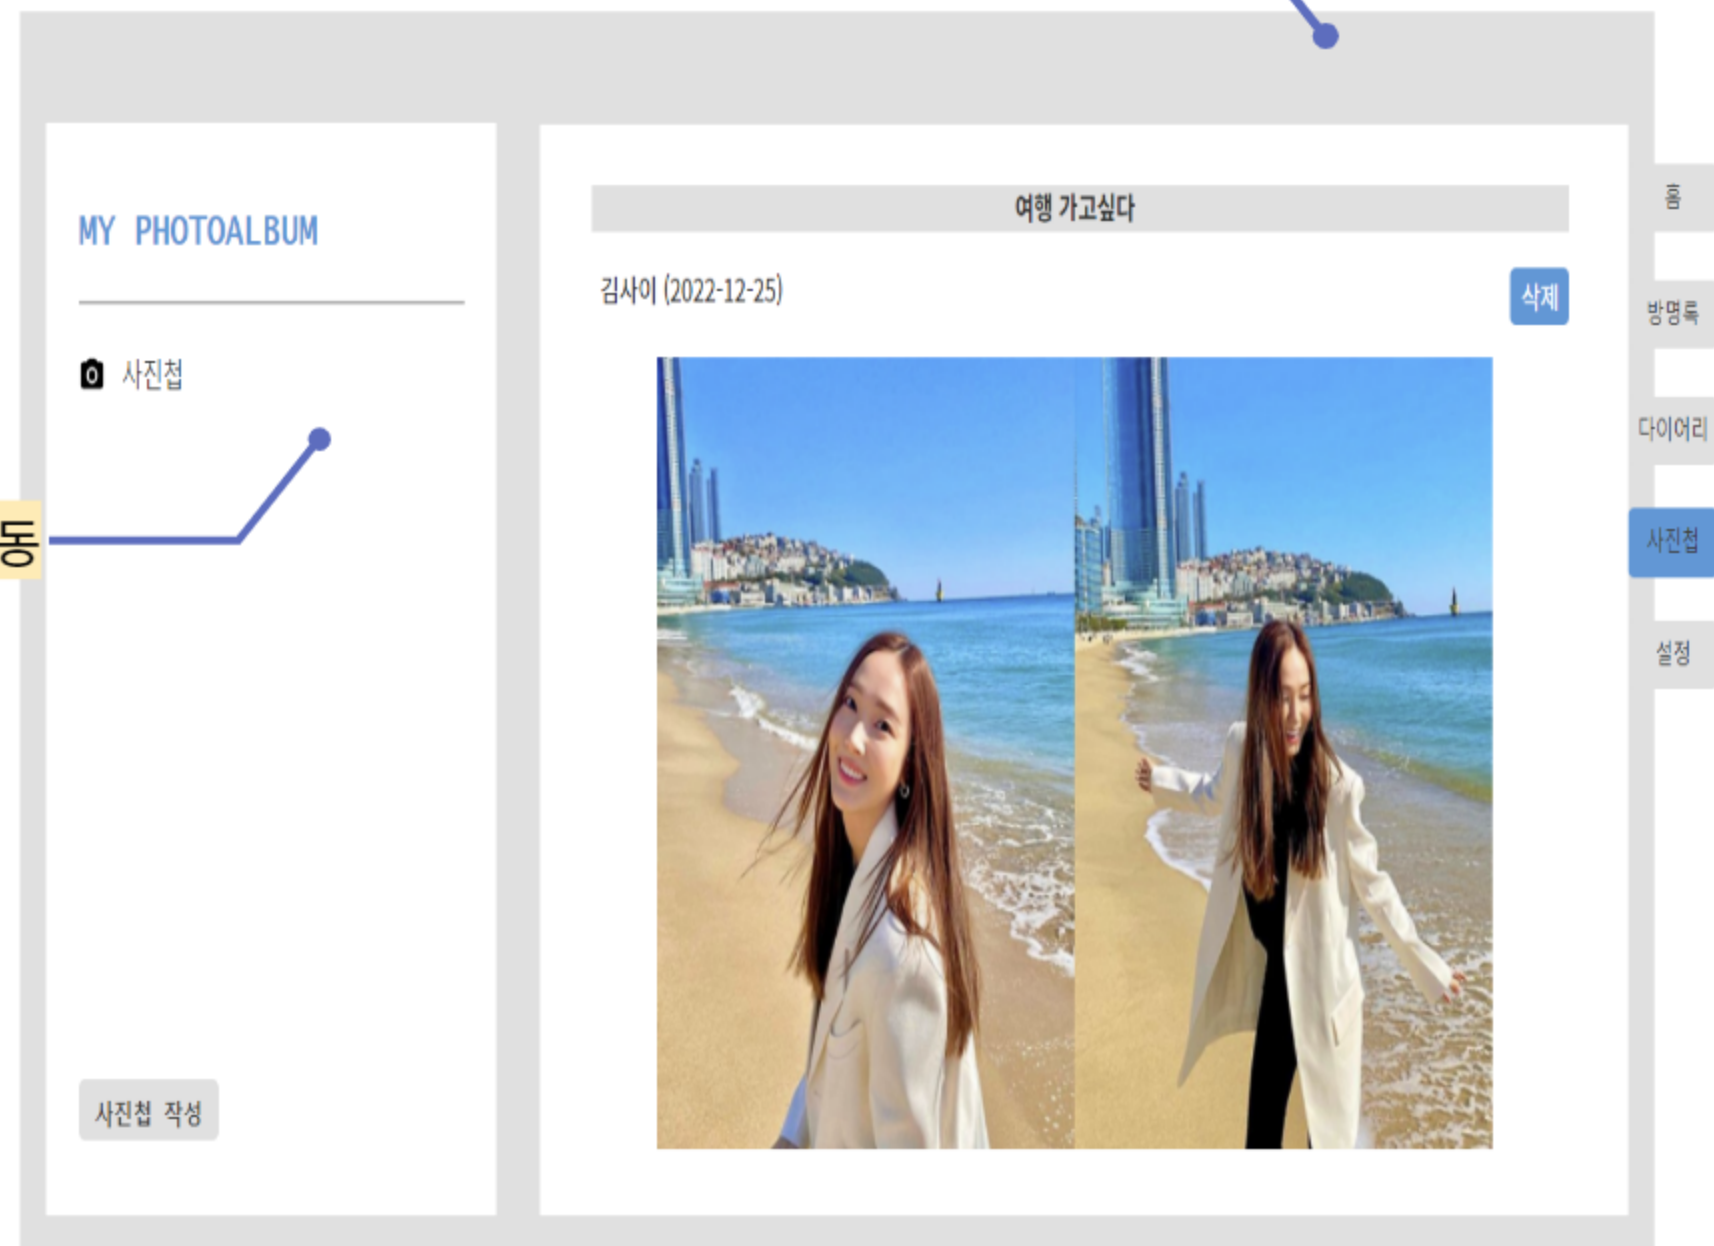 MY PHOTOALBUM
사진첩
동
사진첩 작성
여행 가고싶다
김사이 (2022-12-25)
삭제
홈
방명록
다이어리
사진첩
설정